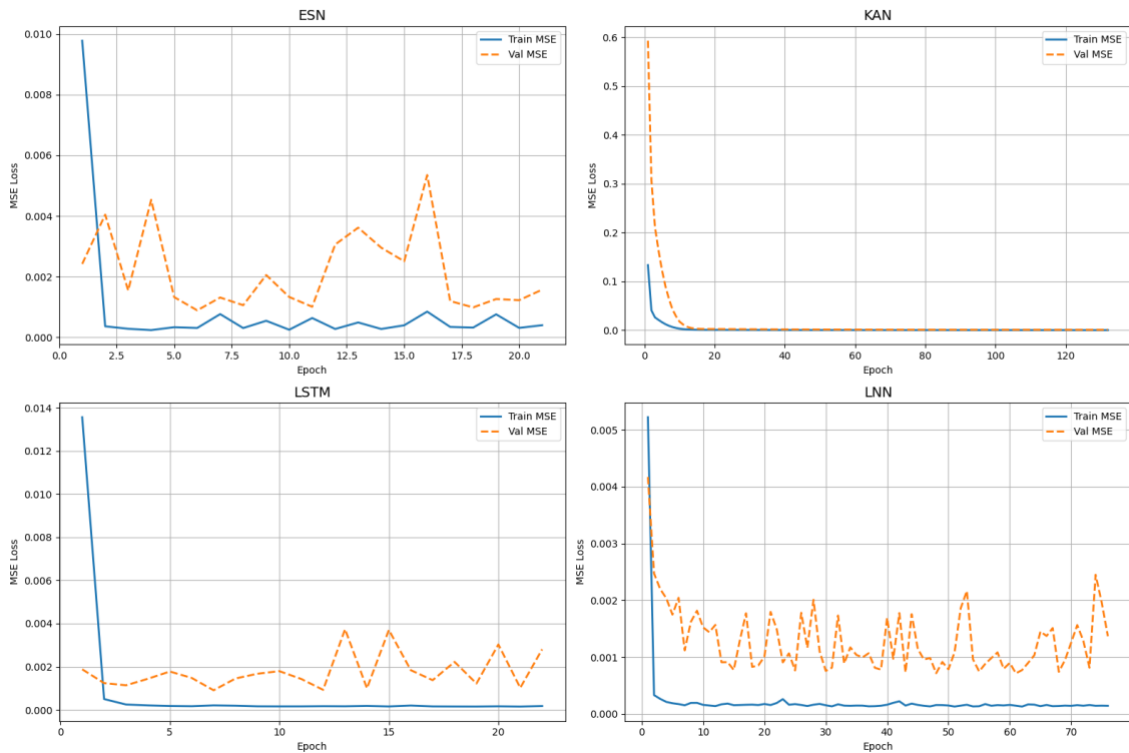 ESN
MSE Loss
0.010
0.008
0.006
0.004
0.002
0.000
Train MSE
Val MSE
0.0 2.5 5.0 7.5 10.0 12.5 15.0 17.5 20.0
Epoch
KAN
MSE Loss
0.6
0.5
0.4
0.3
0.2
0.1
0.0
Train MSE
Val MSE
0 20 40 60 80 100 120
Epoch
LSTM
MSE Loss
0.014
0.012
0.010
0.008
0.006
0.004
0.002
0.000
Train MSE
Val MSE
0 5 10 15 20
Epoch
LNN
MSE Loss
0.005
0.004
0.003
0.002
0.001
0.000
Train MSE
Val MSE
0 10 20 30 40 50 60 70
Epoch